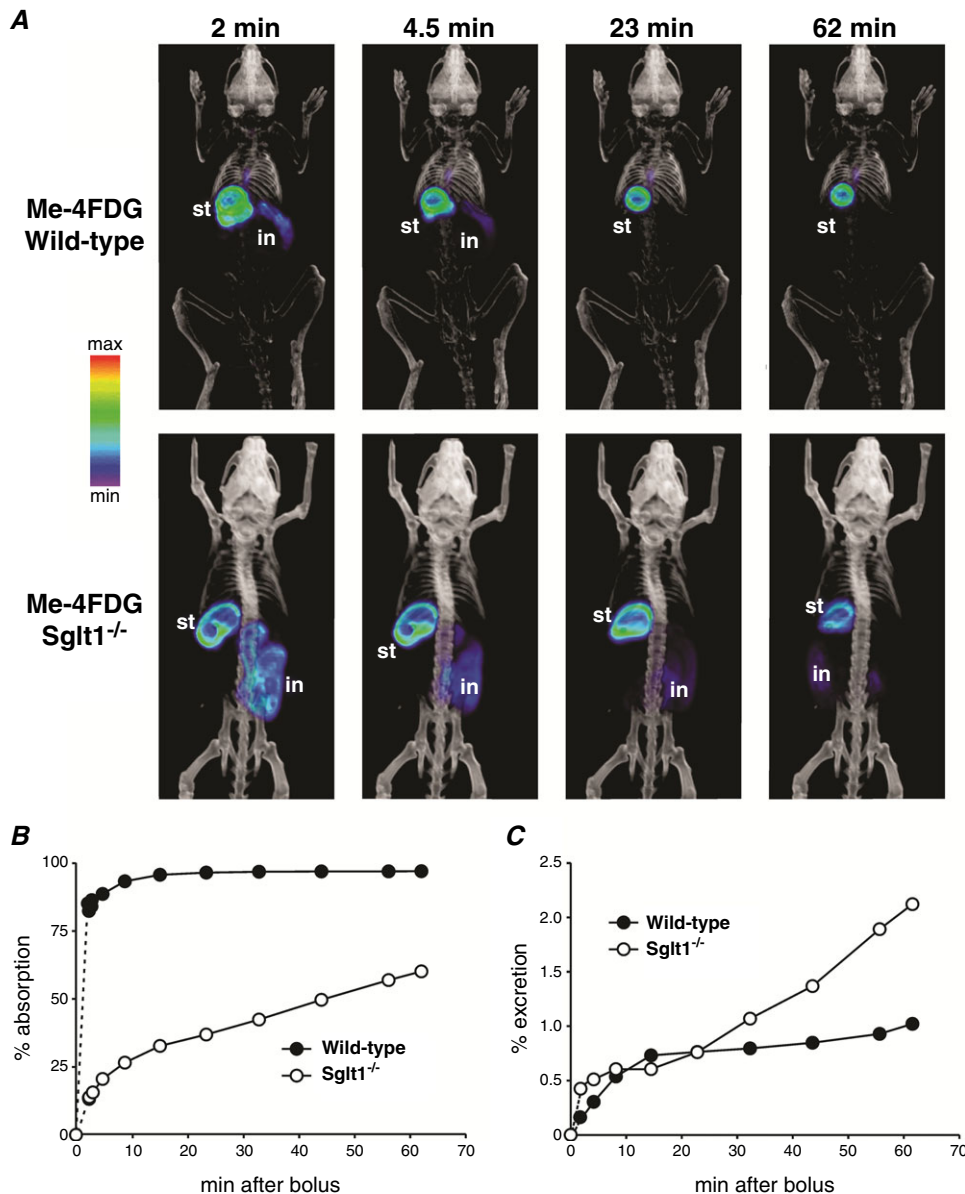 A
2 min 4.5 min 23 min 62 min
Me-4FDG
Wild-type
st in
st in
st
st
max
min
Me-4FDG
Sglt1-/-
st in
st in
st in
st in
B
% absorption
100
75
50
25
0
0 10 20 30 40 50 60 70
min after bolus
Wild-type
Sglt1-/-
C
% excretion
2.5
2.0
1.5
1.0
0.5
0
0 10 20 30 40 50 60 70
min after bolus
Wild-type
Sglt1-/-